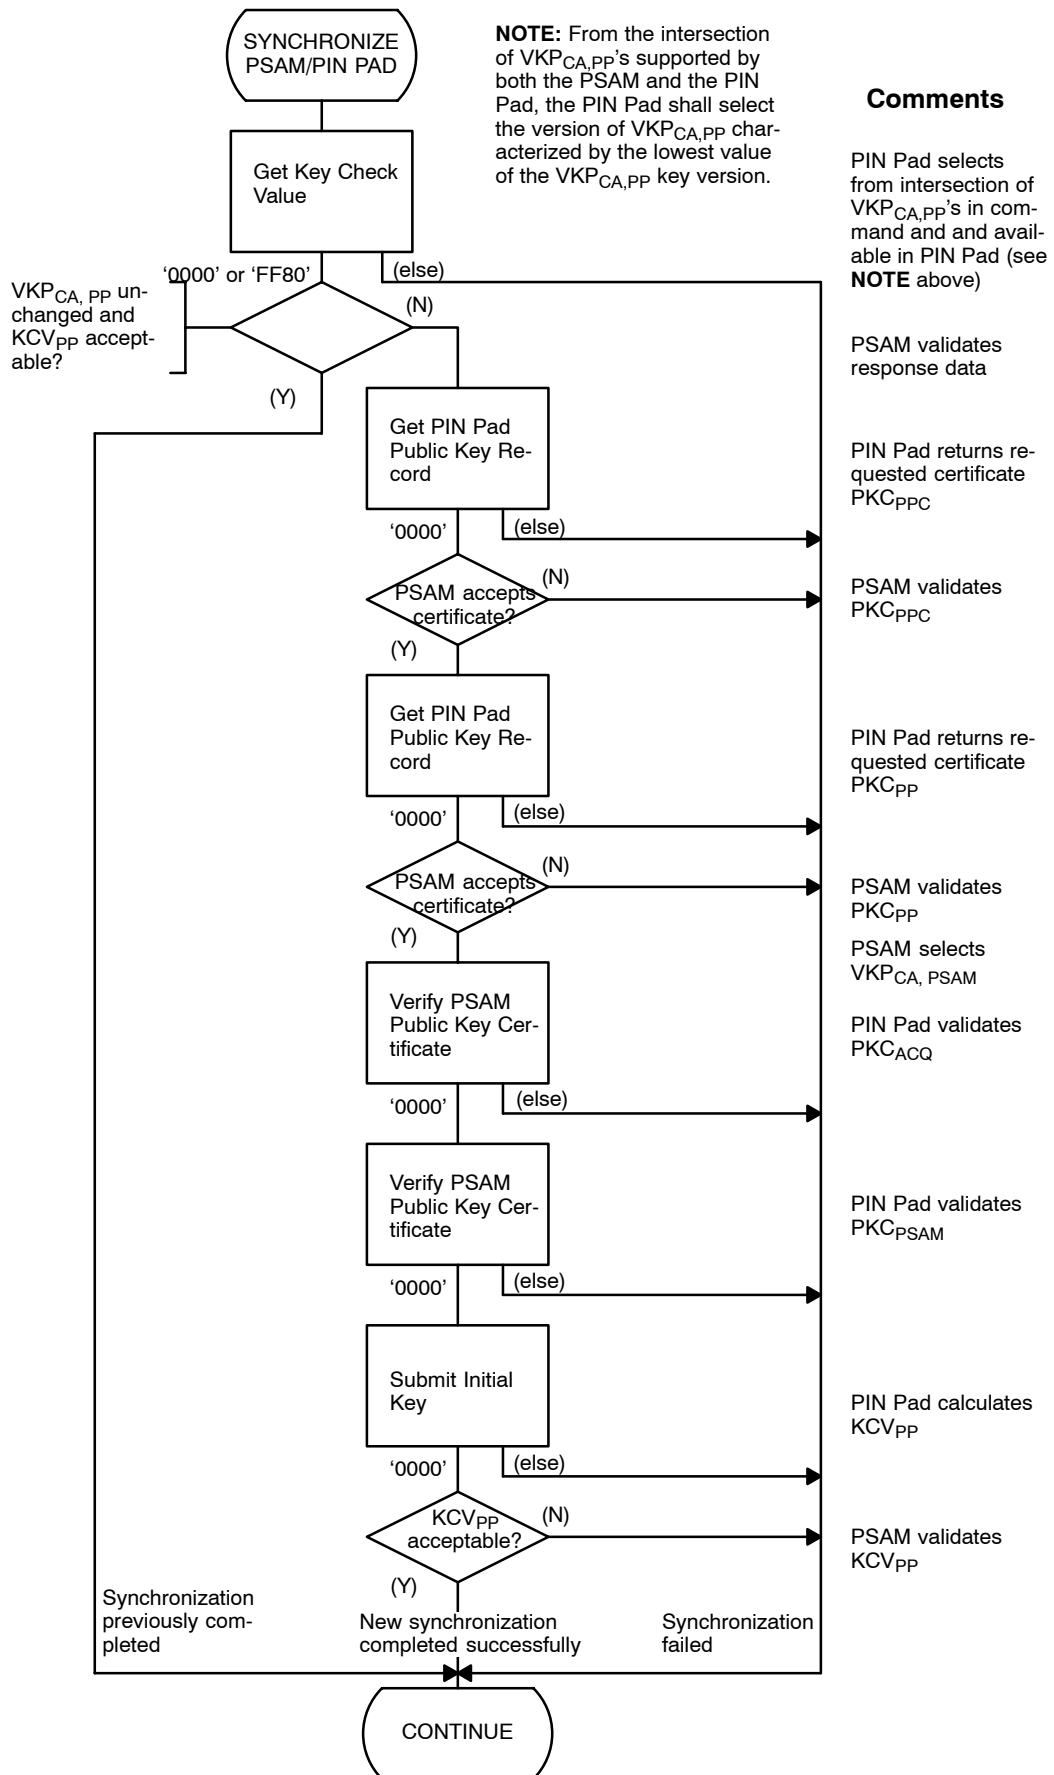 SYNCHRONIZE
PSAM/PIN PAD
NOTE: From the intersection
of VKPCA,PP's supported by
both the PSAM and the PIN
Pad, the PIN Pad shall select
the version of VKPCA,PP char-
acterized by the lowest value
of the VKPCA,PP key version.
Comments
Get Key Check
Value
PIN Pad selects
from intersection of
VKPCA,PP's in com-
mand and and avail-
able in PIN Pad (see
NOTE above)
‘0000’ or ‘FF80’
(else)
VKPCA, PP un-
changed and
KCVPP accept-
able?
(N)
(Y)
PSAM validates
response data
Get PIN Pad
Public Key Re-
cord
PIN Pad returns re-
quested certificate
PKCPPC
‘0000’
(else)
PSAM accepts
certificate?
(N)
(Y)
PSAM validates
PKCPPC
Get PIN Pad
Public Key Re-
cord
PIN Pad returns re-
quested certificate
PKCPP
‘0000’
(else)
PSAM accepts
certificate?
(N)
(Y)
PSAM validates
PKCPP
PSAM selects
VKPCA, PSAM
Verify PSAM
Public Key Cer-
tificate
PIN Pad validates
PKCACQ
‘0000’
(else)
Verify PSAM
Public Key Cer-
tificate
PIN Pad validates
PKCPSAM
‘0000’
(else)
Submit Initial
Key
PIN Pad calculates
KCVPP
‘0000’
(else)
KCVPP
acceptable?
(N)
(Y)
PSAM validates
KCVPP
Synchronization
previously com-
pleted
New synchronization
completed successfully
Synchronization
failed
CONTINUE